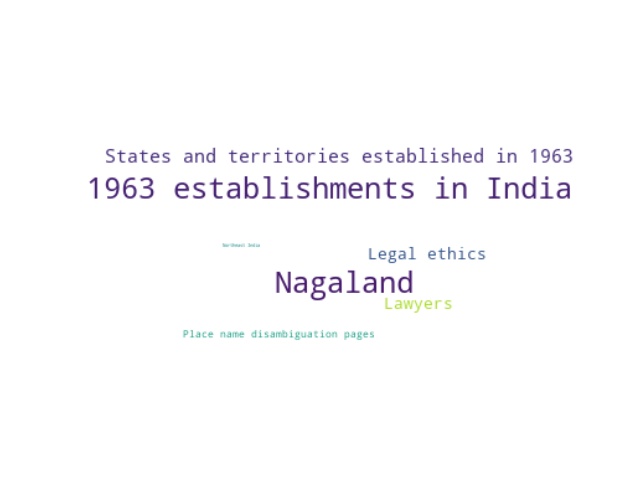 States and territories established in 1963
1963 establishments in India
Northeast India
Legal ethics
Nagaland
Lawyers
Place name disambiguation pages